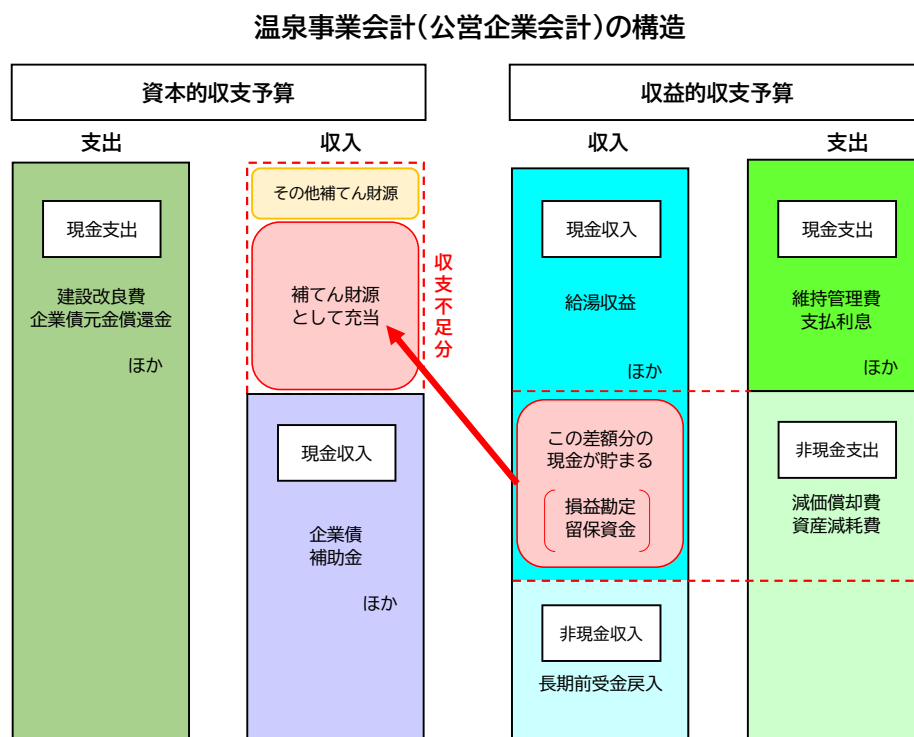 温泉事業会計(公営企業会計)の構造
資本的収支予算
支出
収入
現金支出
建設改良費
企業債元金償還金
ほか
その他補てん財源
補てん財源
として充当
収支不足分
現金収入
企業債
補助金
ほか
収益的収支予算
収入
支出
現金収入
給湯収益
ほか
この差額分の
現金が貯まる
損益勘定
留保資金
非現金収入
長期前受金戻入
現金支出
維持管理費
支払利息
ほか
非現金支出
減価償却費
資産減耗費